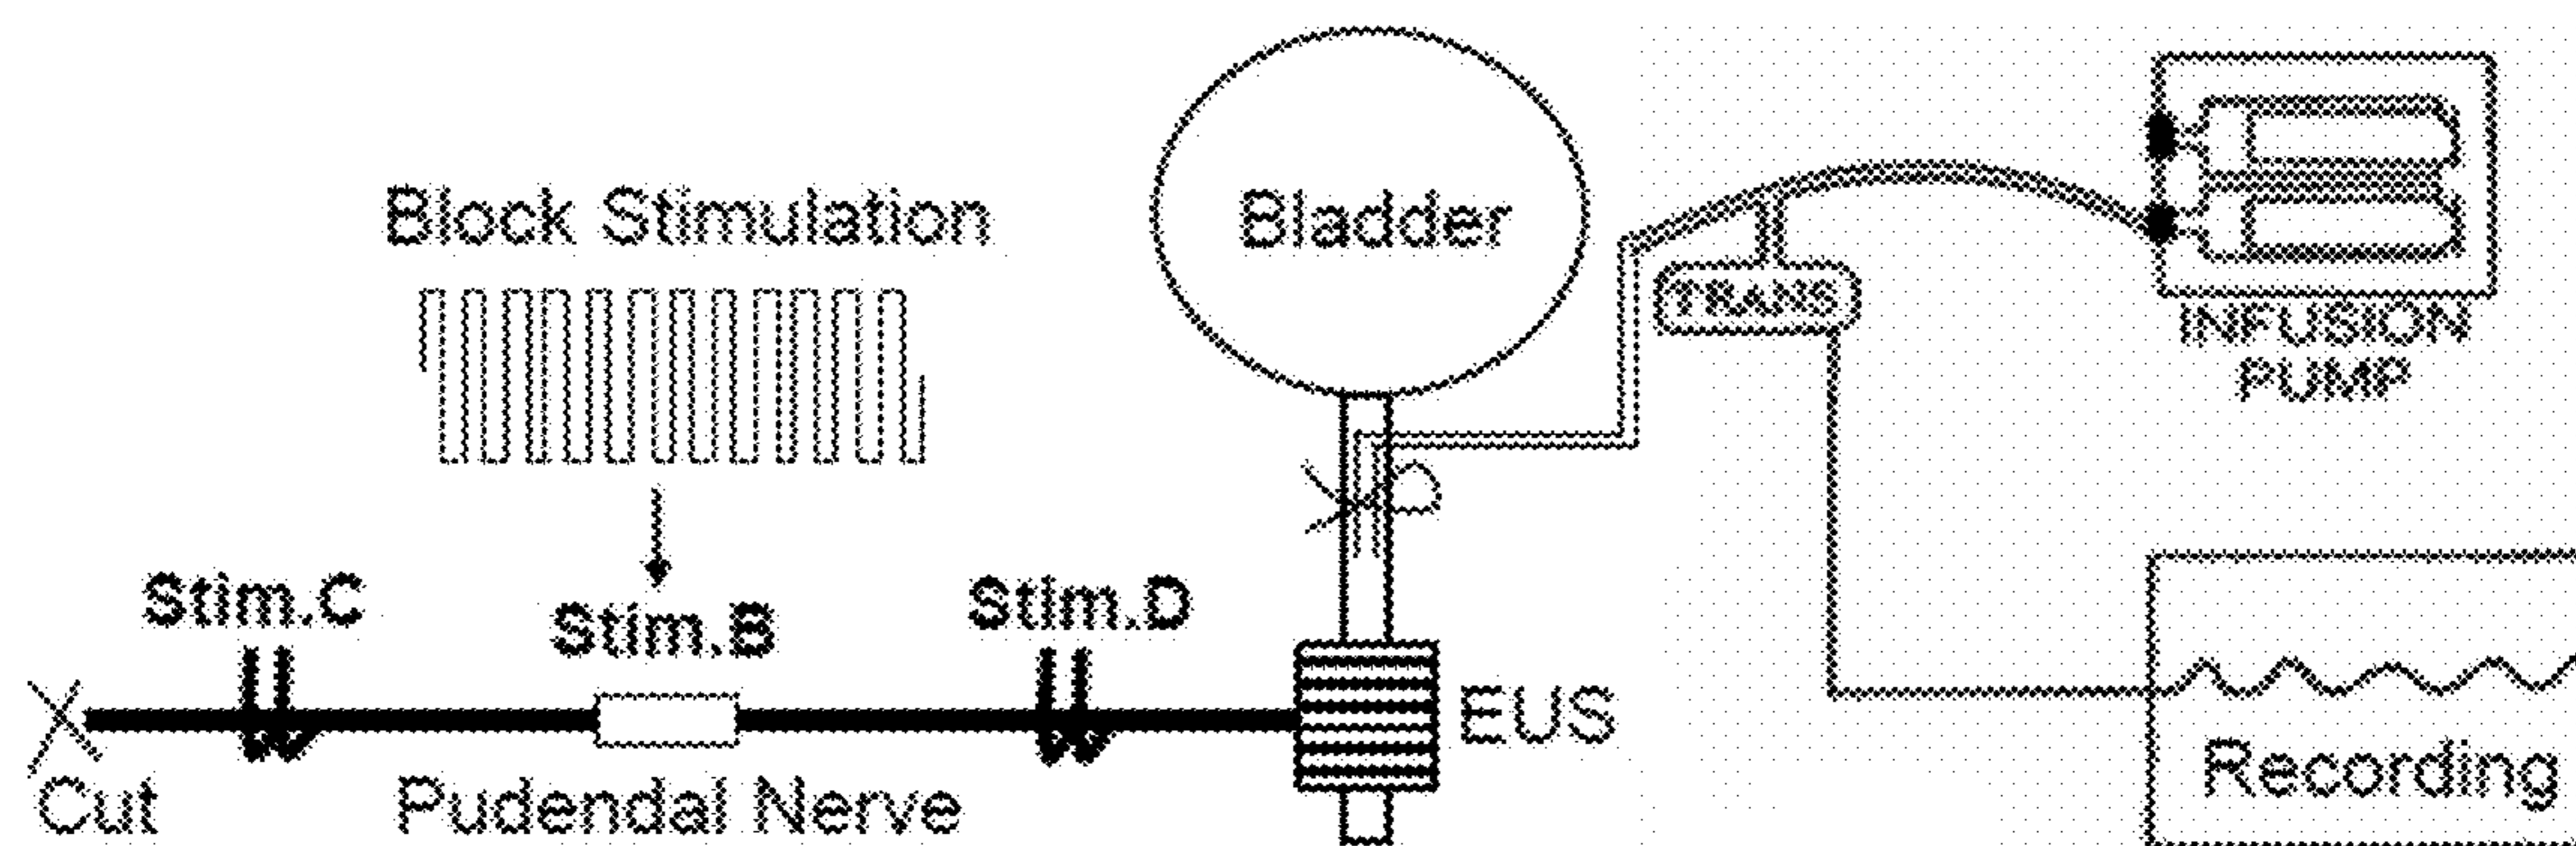 Block Stimulation
Bladder
TRANS
INFUSION
PUMP
Stim.C
Stim.B
Stim.D
EUS
Cut
Pudendal Nerve
Recording